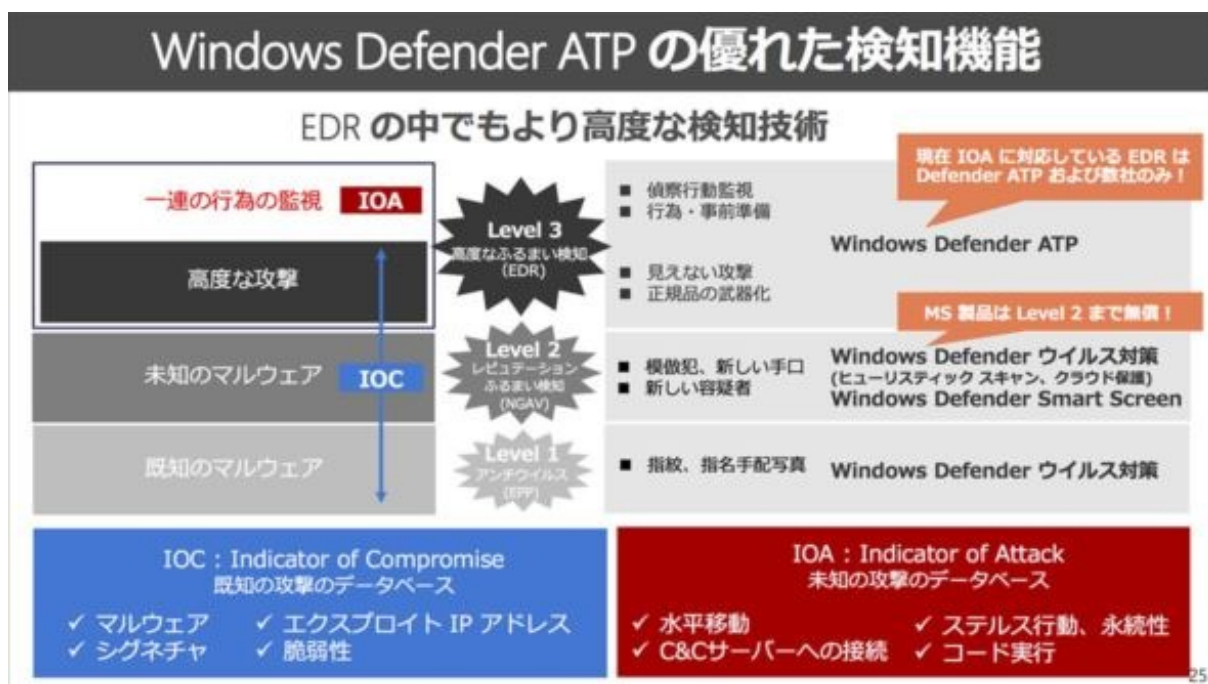 Windows Defender ATP の優れた検知機能
EDR の中でもより高度な検知技術
一連の行為の監視 IOA
高度な攻撃
未知のマルウェア IOC
既知のマルウェア
Level 3
高度なふるまい検知
(EDR)
Level 2
レピュテーション
ふるまい検知
(NGAV)
Level 1
アンチウイルス
(EPP)
■ 偵察行動監視
■ 行為・事前準備
■ 見えない攻撃
■ 正規品の武器化
Windows Defender ATP
現在 IOA に対応している EDR は
Defender ATP および数社のみ！
MS 製品は Level 2 まで無償！
■ 模倣犯、新しい手口
■ 新しい容疑者
Windows Defender ウイルス対策
(ヒューリスティック スキャン、クラウド保護)
Windows Defender Smart Screen
■ 指紋、指名手配写真
Windows Defender ウイルス対策
IOC : Indicator of Compromise
既知の攻撃のデータベース
✓ マルウェア ✓ エクスプロイト IP アドレス
✓ シグネチャ ✓ 脆弱性
IOA : Indicator of Attack
未知の攻撃のデータベース
✓ 水平移動 ✓ ステルス行動、永続性
✓ C&Cサーバーへの接続 ✓ コード実行
25